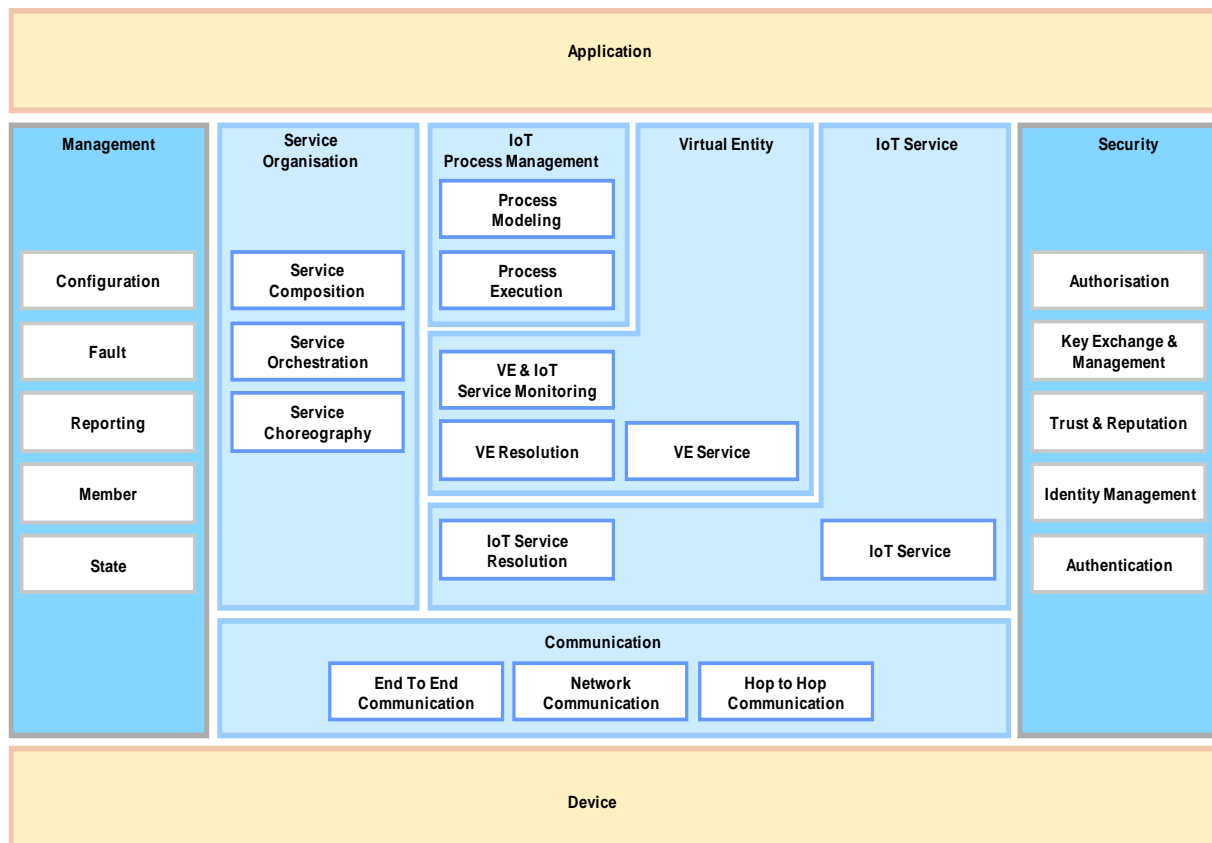 Application
Management
Configuration
Fault
Reporting
Member
State
Service
Organisation
Service
Composition
Service
Orchestration
Service
Choreography
IoT
Process Management
Process
Modeling
Process
Execution
Virtual Entity
VE & IoT
Service Monitoring
VE Resolution
VE Service
IoT Service
IoT Service
Resolution
IoT Service
Security
Authorisation
Key Exchange &
Management
Trust & Reputation
Identity Management
Authentication
Communication
End To End
Communication
Network
Communication
Hop to Hop
Communication
Device